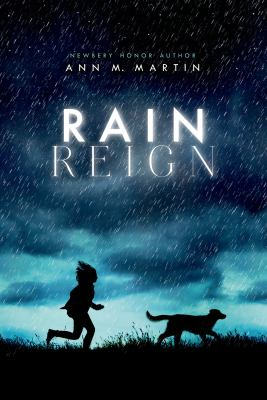 NEWBERY HONOR AUTHOR
ANN M. MARTIN
RAIN
REIGN